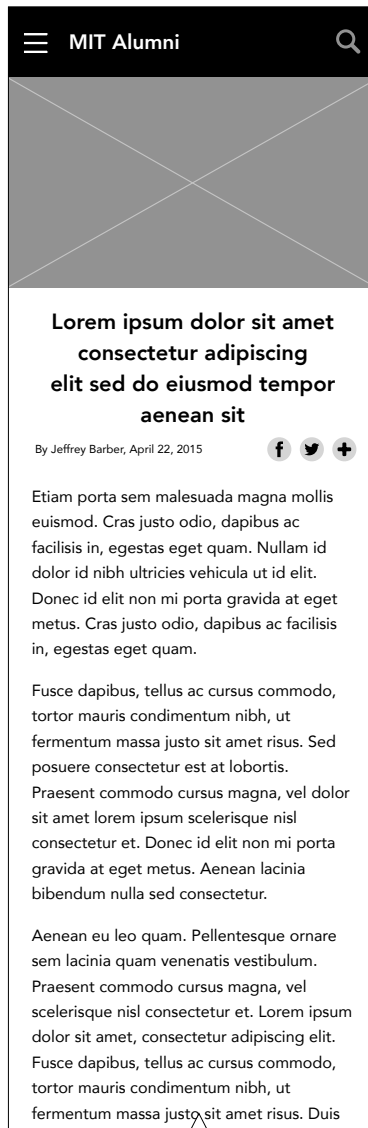 MIT Alumni
Lorem ipsum dolor sit amet
consectetur adipiscing
elit sed do eiusmod tempor
aenean sit
By Jeffrey Barber, April 22, 2015
Etiam porta sem malesuada magna mollis
euismod. Cras justo odio, dapibus ac
facilisis in, egestas eget quam. Nullam id
dolor id nibh ultricies vehicula ut id elit.
Donec id elit non mi porta gravida at eget
metus. Cras justo odio, dapibus ac facilisis
in, egestas eget quam.
Fusce dapibus, tellus ac cursus commodo,
tortor mauris condimentum nibh, ut
fermentum massa justo sit amet risus. Sed
posuere consectetur est at lobortis.
Praesent commodo cursus magna, vel dolor
sit amet lorem ipsum scelerisque nisl
consectetur et. Donec id elit non mi porta
gravida at eget metus. Aenean lacinia
bibendum nulla sed consectetur.
Aenean eu leo quam. Pellentesque ornare
sem lacinia quam venenatis vestibulum.
Praesent commodo cursus magna, vel
scelerisque nisl consectetur et. Lorem ipsum
dolor sit amet, consectetur adipiscing elit.
Fusce dapibus, tellus ac cursus commodo,
tortor mauris condimentum nibh, ut
fermentum massa justo sit amet risus. Duis